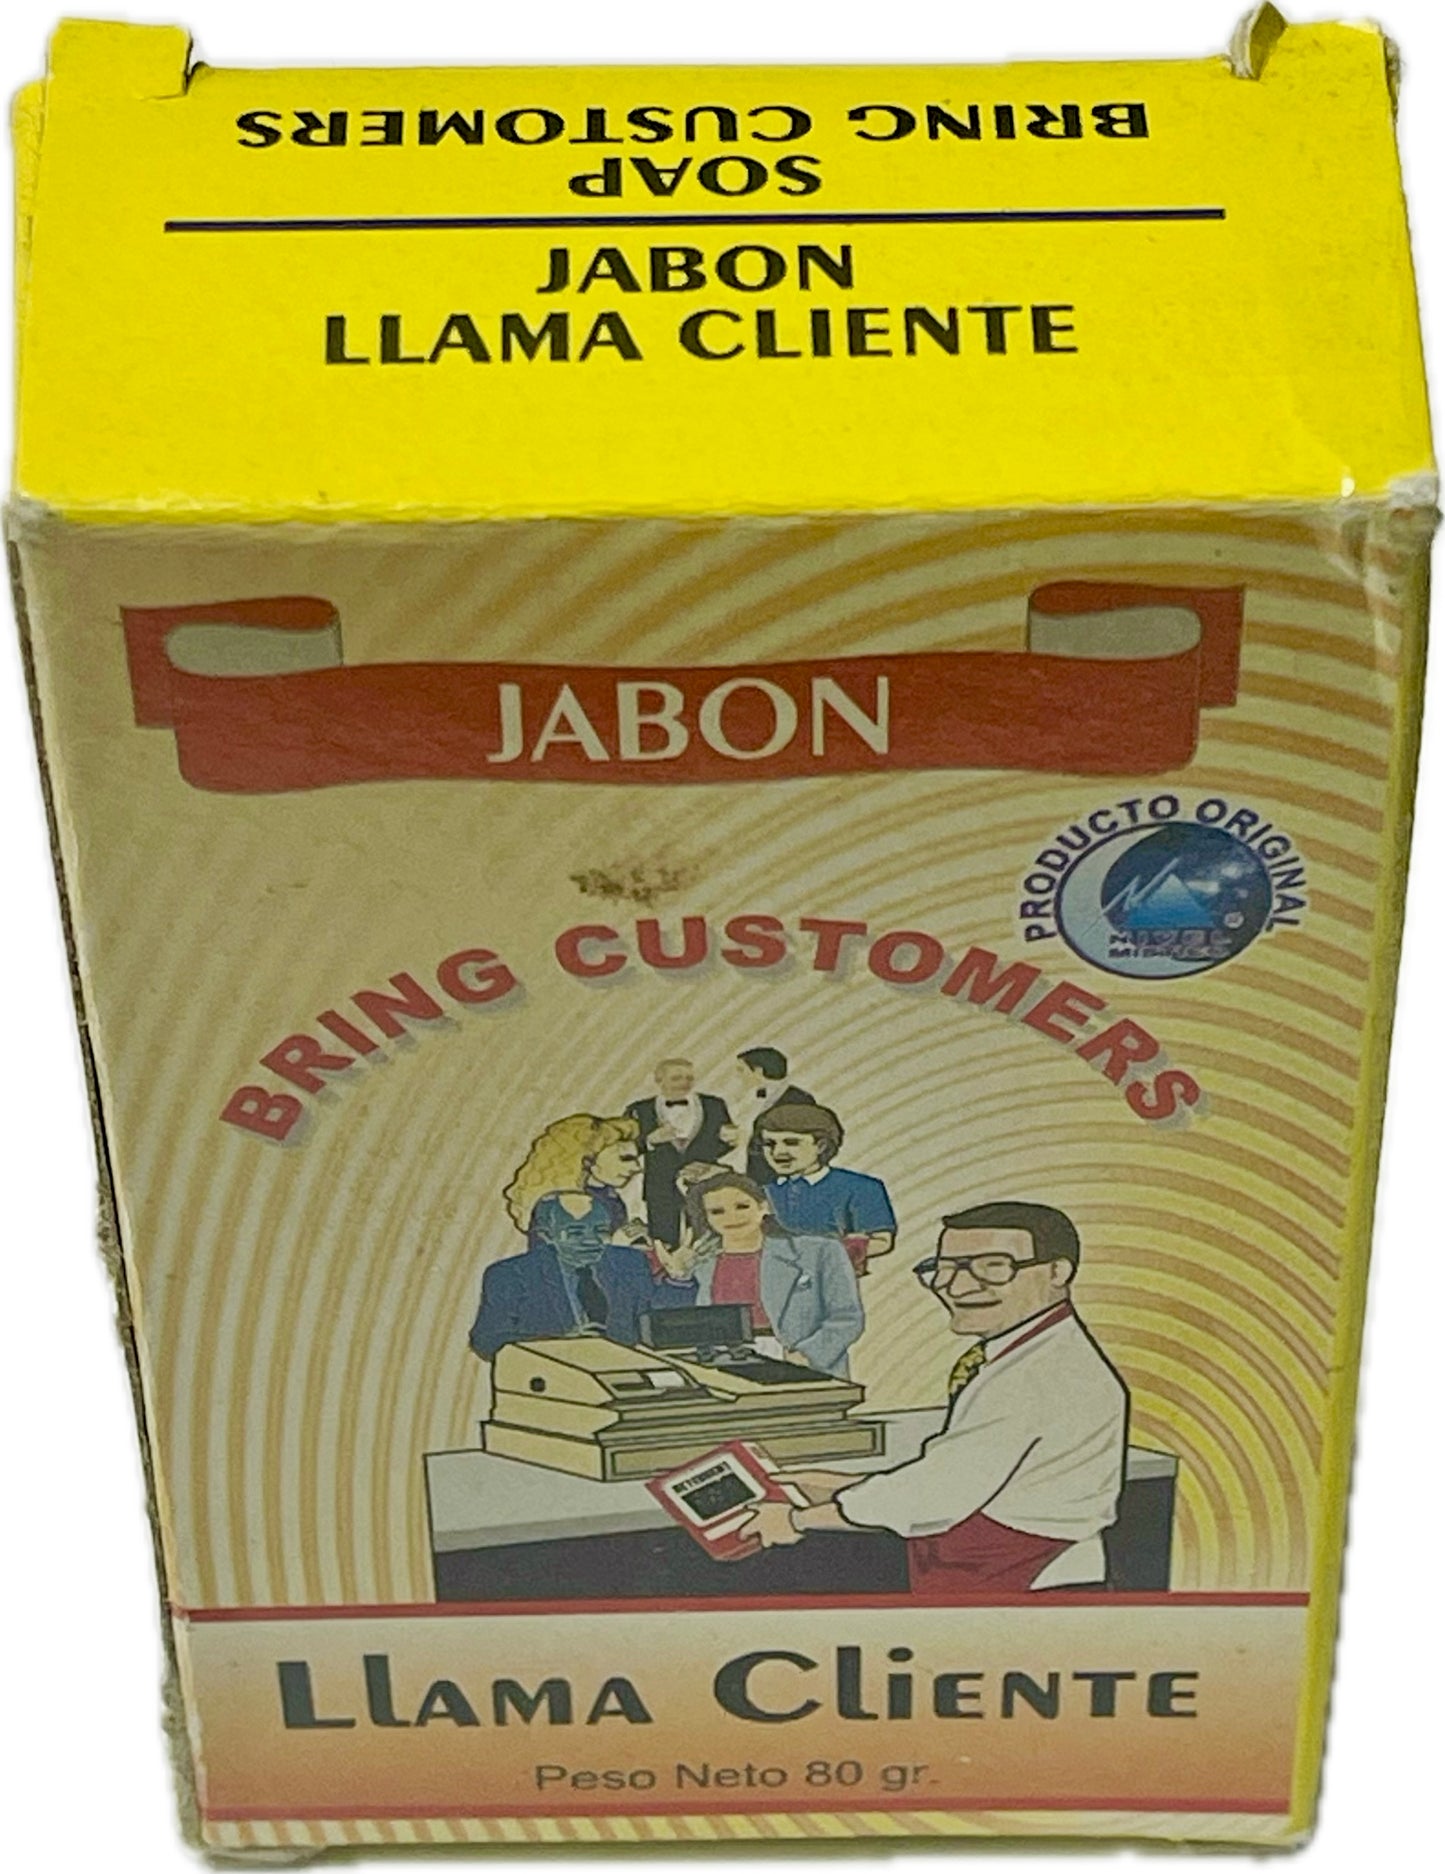 BRING CUSTOMERS
SOAP
JABON
LLAMA CLIENTE
JABON
PRODUCTO ORIGINAL
BRING CUSTOMERS
LLAMA CLIENTE
Peso Neto 80 gr.